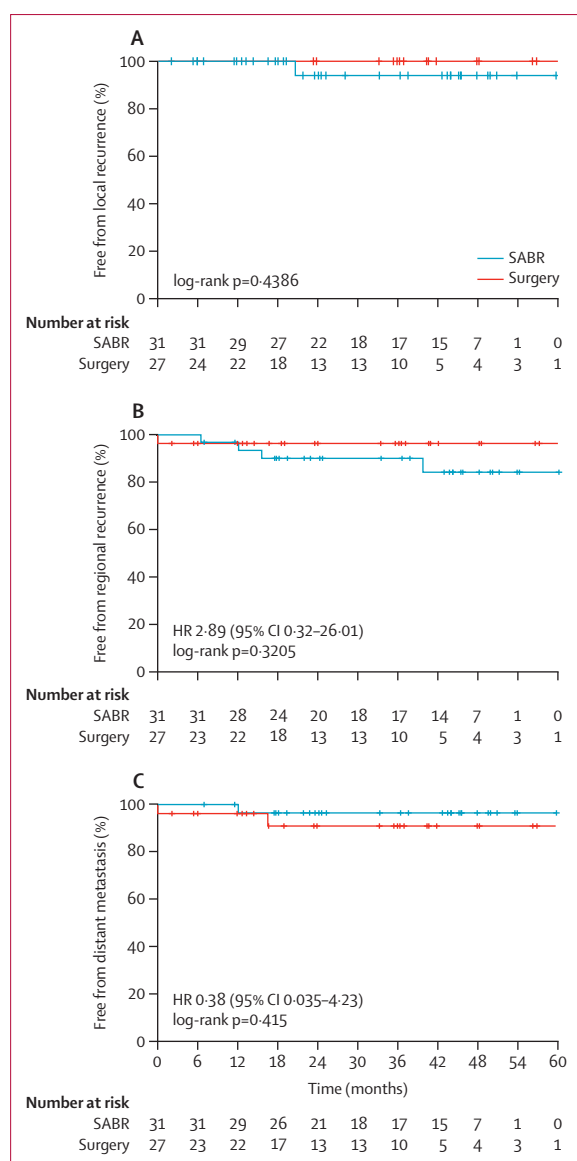 A
Free from local recurrence (%)
100
80
60
40
20
0
SABR
Surgery
log-rank p=0·4386
Number at risk
SABR 31 31 29 27 22 18 17 15 7 1 0
Surgery 27 24 22 18 13 13 10 5 4 3 1
B
Free from regional recurrence (%)
100
80
60
40
20
0
HR 2·89 (95% CI 0·32–26·01)
log-rank p=0·3205
Number at risk
SABR 31 31 28 24 20 18 17 14 7 1 0
Surgery 27 23 22 18 13 13 10 5 4 3 1
C
Free from distant metastasis (%)
100
80
60
40
20
0
HR 0·38 (95% CI 0·035–4·23)
log-rank p=0·415
0 6 12 18 24 30 36 42 48 54 60
Time (months)
Number at risk
SABR 31 31 29 26 21 18 17 15 7 1 0
Surgery 27 23 22 17 13 13 10 5 4 3 1